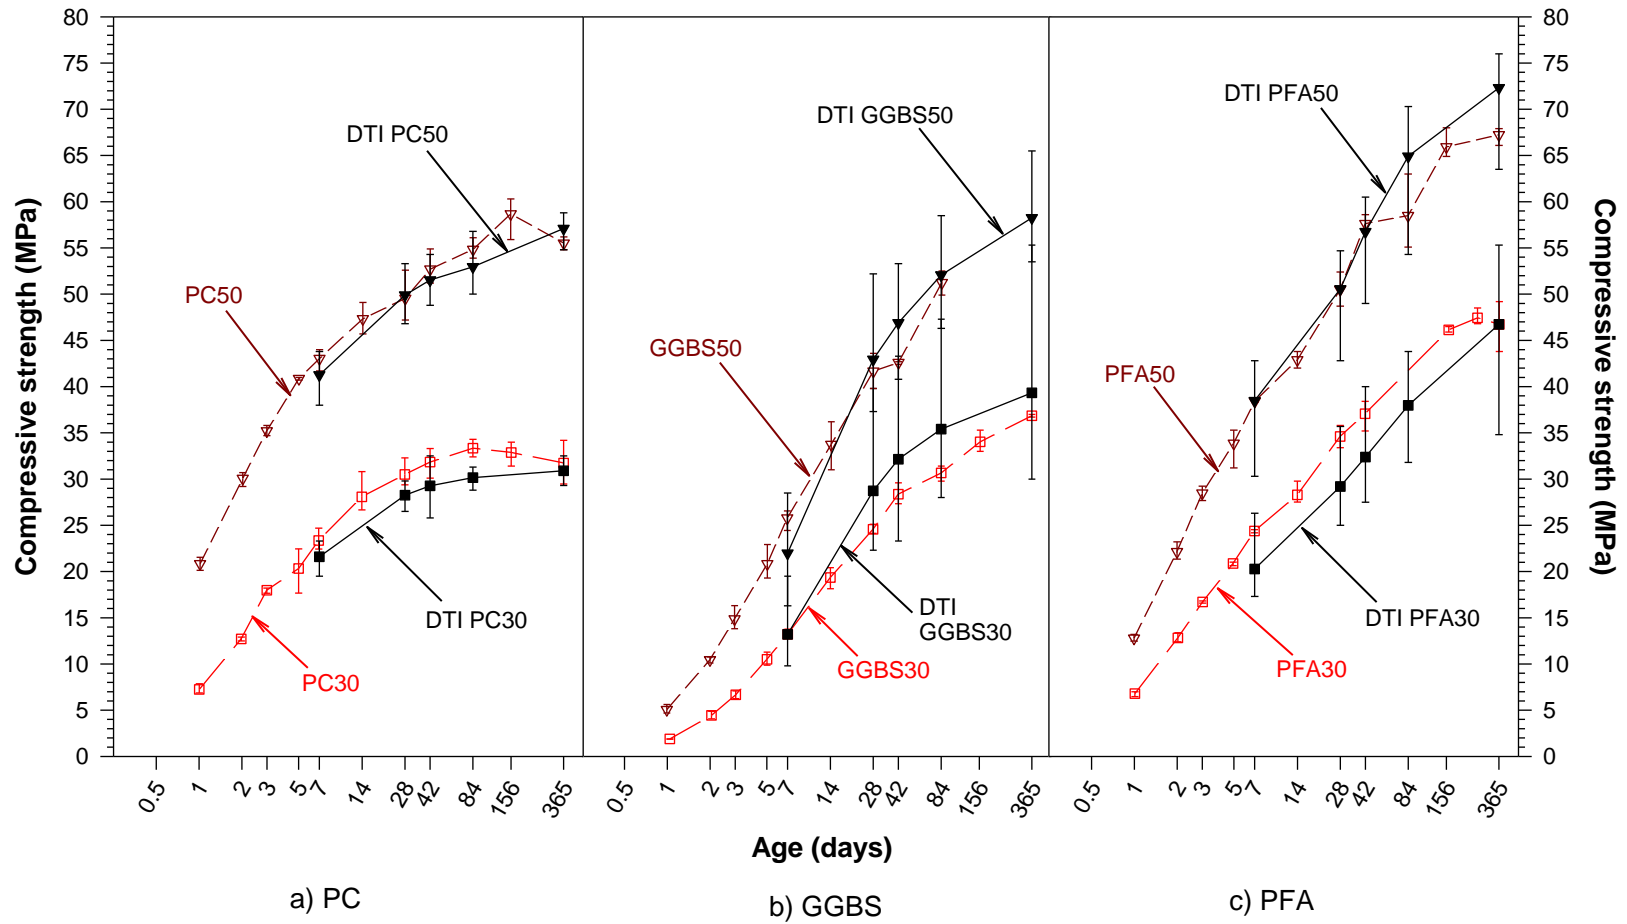 80
75
70
65
60
55
50
45
40
35
30
25
20
15
10
5
0
Compressive strength (MPa)
DTI PC50
PC50
DTI PC30
PC30
DTI GGBS50
GGBS50
DTI
GGBS30
GGBS30
DTI PFA50
PFA50
DTI PFA30
PFA30
80
75
70
65
60
55
50
45
40
35
30
25
20
15
10
5
0
Compressive strength (MPa)
0.5 1 2 3 5 7 14 28 42 84 156 365 0.5 1 2 3 5 7 14 28 42 84 156 365 0.5 1 2 3 5 7 14 28 42 84 156 365
Age (days)
a) PC
b) GGBS
c) PFA